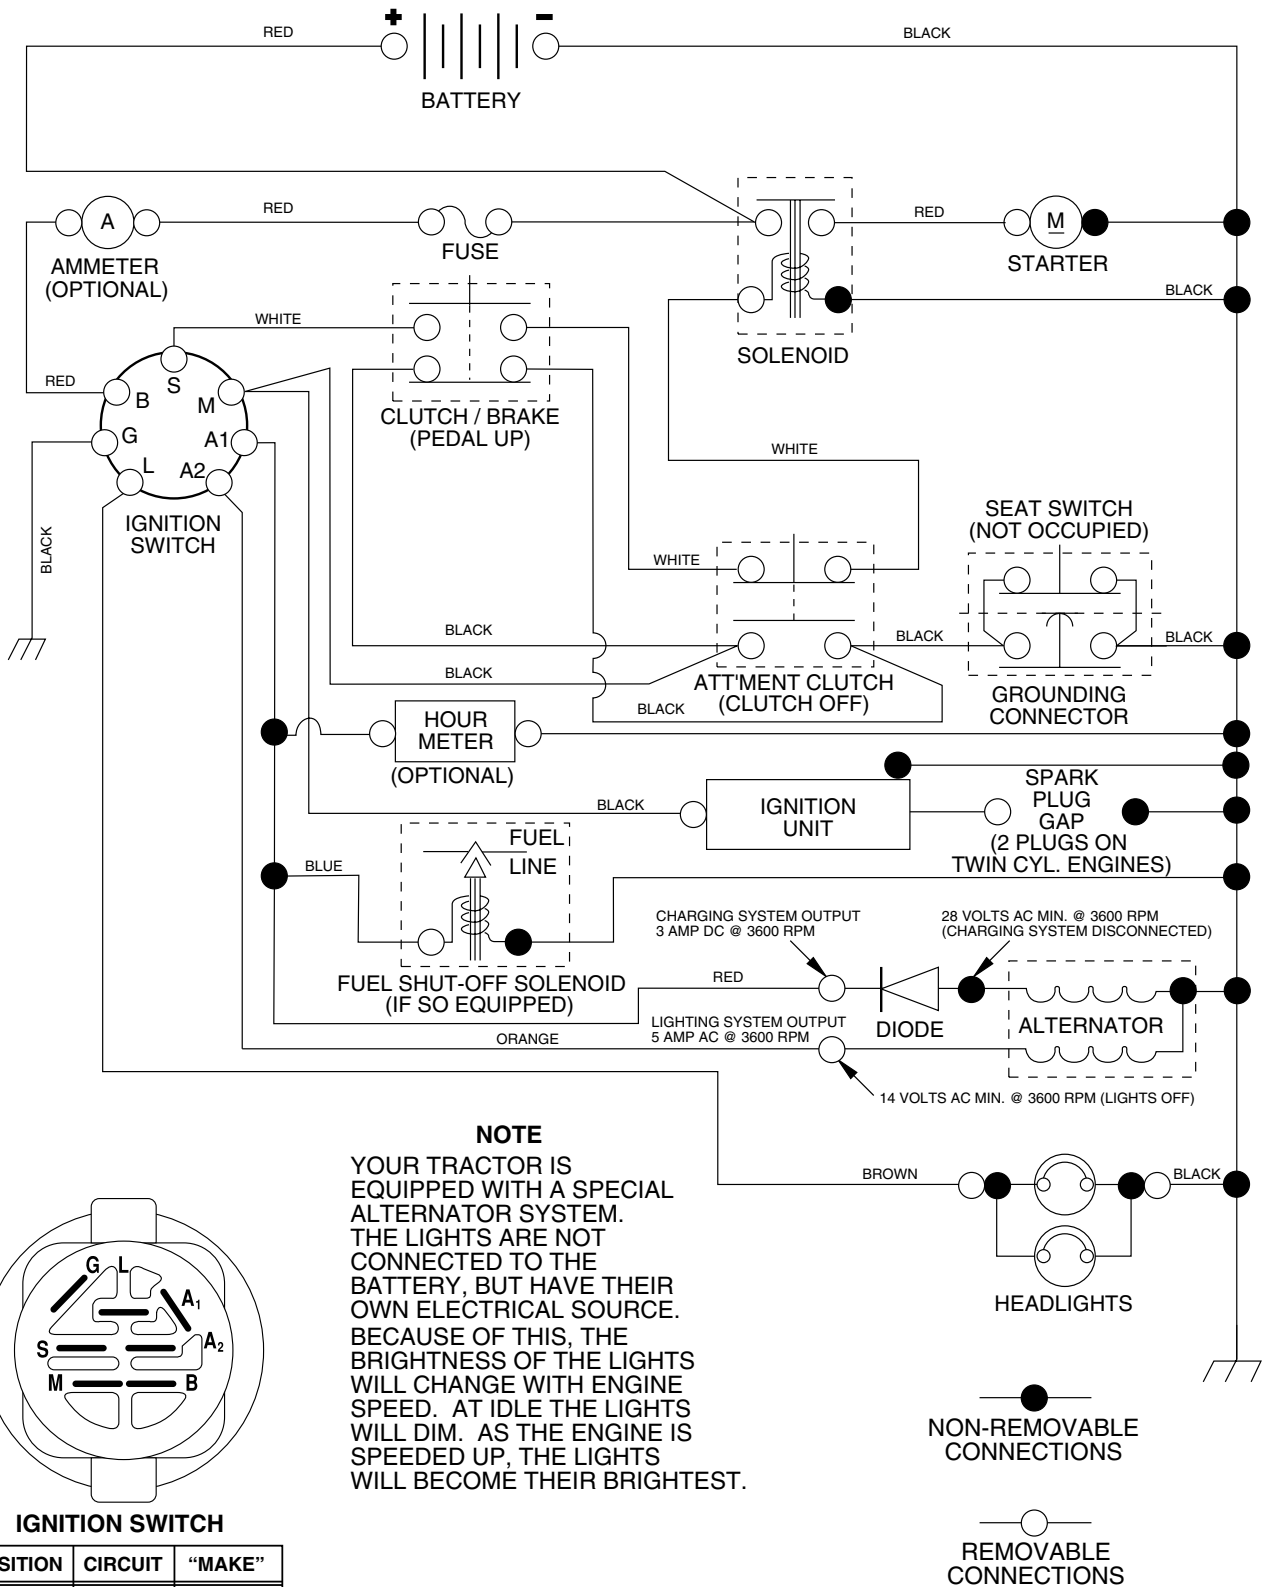 +
−
RED
BLACK
BATTERY
A
RED
FUSE
RED
M
STARTER
AMMETER
(OPTIONAL)
BLACK
WHITE
SOLENOID
RED
S
B
M
G
A1
L
A2
CLUTCH / BRAKE
(PEDAL UP)
WHITE
IGNITION
SWITCH
BLACK
SEAT SWITCH
(NOT OCCUPIED)
WHITE
BLACK
BLACK
BLACK
BLACK
ATT'MENT CLUTCH
(CLUTCH OFF)
BLACK
GROUNDING
CONNECTOR
HOUR
METER
(OPTIONAL)
BLACK
IGNITION
UNIT
SPARK
PLUG
GAP
(2 PLUGS ON
TWIN CYL. ENGINES)
FUEL
LINE
BLUE
FUEL SHUT-OFF SOLENOID
(IF SO EQUIPPED)
CHARGING SYSTEM OUTPUT
3 AMP DC @ 3600 RPM
28 VOLTS AC MIN. @ 3600 RPM
(CHARGING SYSTEM DISCONNECTED)
RED
DIODE
ALTERNATOR
LIGHTING SYSTEM OUTPUT
5 AMP AC @ 3600 RPM
ORANGE
14 VOLTS AC MIN. @ 3600 RPM (LIGHTS OFF)
NOTE
YOUR TRACTOR IS
EQUIPPED WITH A SPECIAL
ALTERNATOR SYSTEM.
THE LIGHTS ARE NOT
CONNECTED TO THE
BATTERY, BUT HAVE THEIR
OWN ELECTRICAL SOURCE.
BECAUSE OF THIS, THE
BRIGHTNESS OF THE LIGHTS
WILL CHANGE WITH ENGINE
SPEED. AT IDLE THE LIGHTS
WILL DIM. AS THE ENGINE IS
SPEEDED UP, THE LIGHTS
WILL BECOME THEIR BRIGHTEST.
BROWN
BLACK
HEADLIGHTS
G
L
A1
A2
S
M
B
IGNITION SWITCH
SITION CIRCUIT “MAKE”
NON-REMOVABLE
CONNECTIONS
REMOVABLE
CONNECTIONS